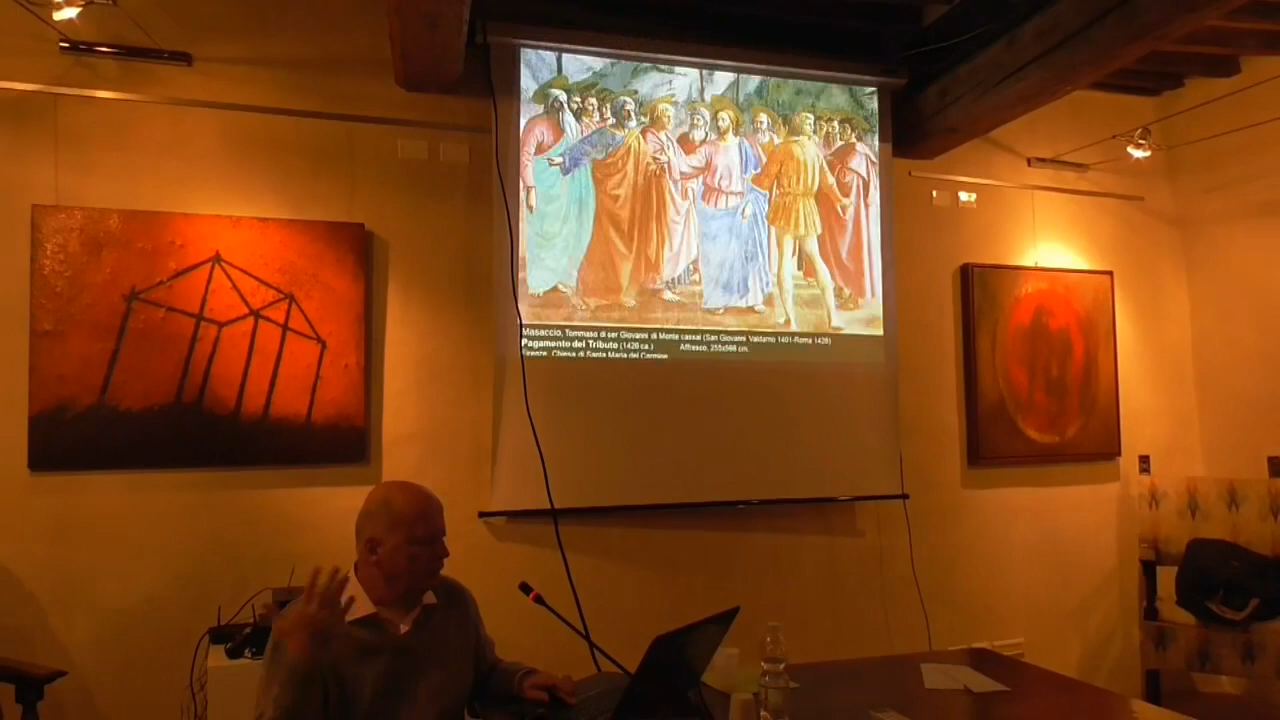 Masaccio, Tommaso di ser Giovanni di Monte cassai (San Giovanni Valdarno 1401-Roma 1428)
Pagamento del Tributo (1426 ca.) Affresco, 255x598 cm.
Firenze, Chiesa di Santa Maria del Carmine